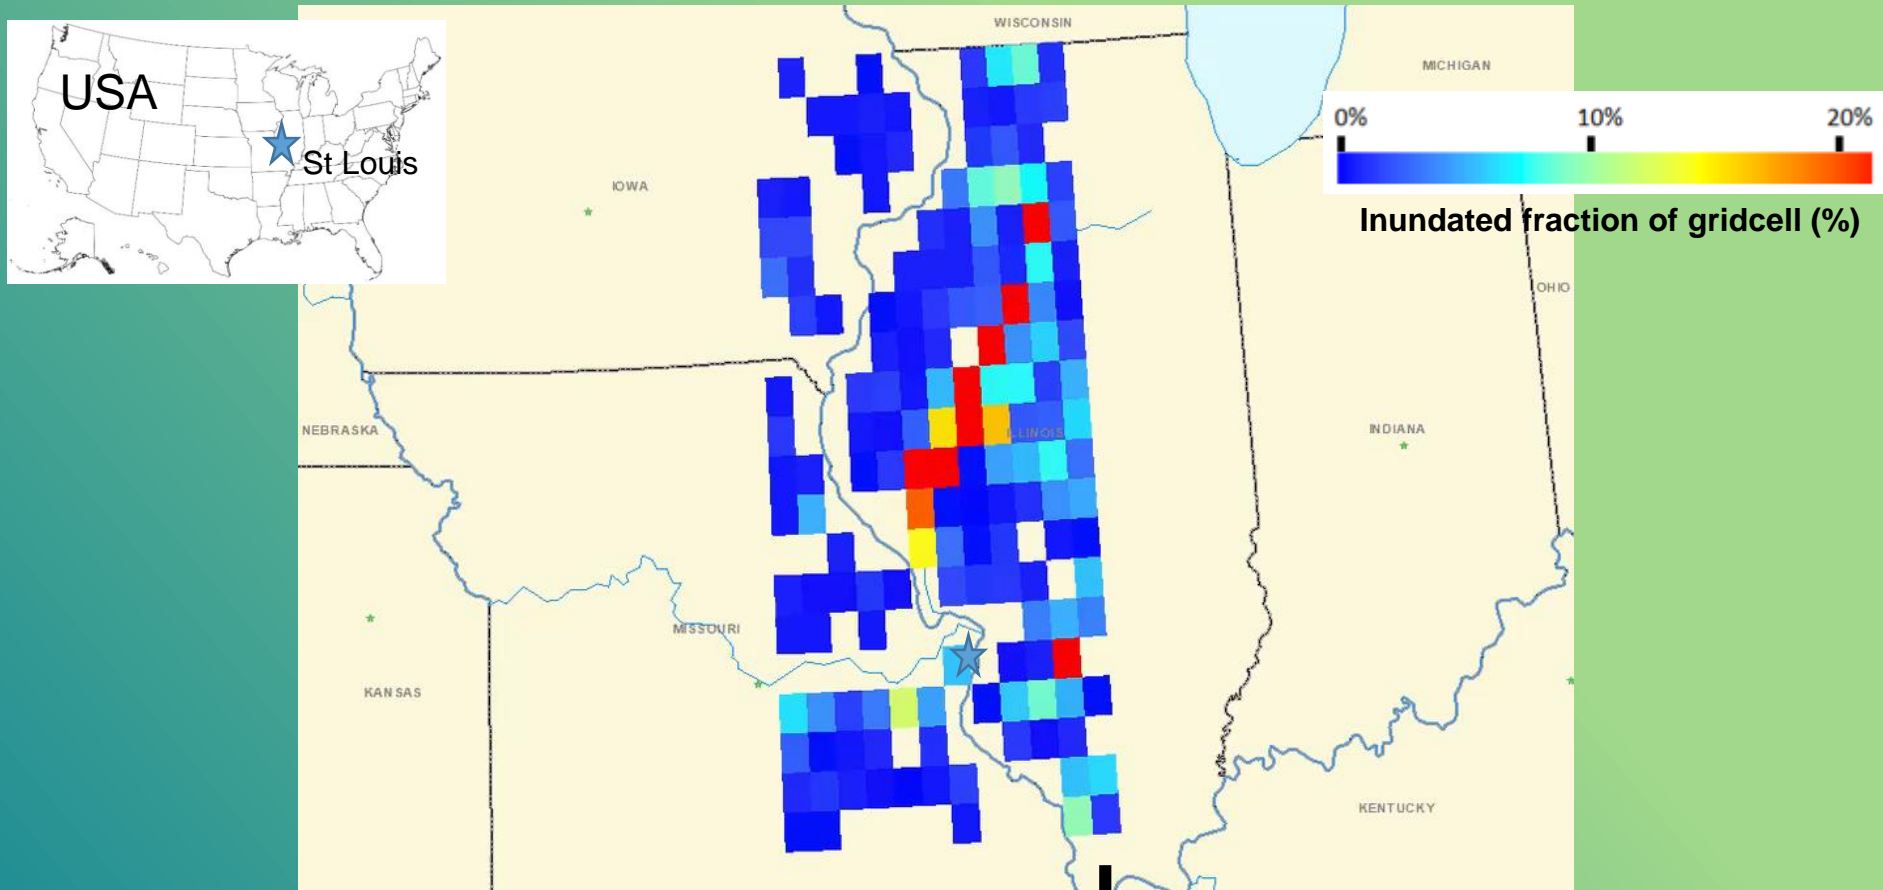 WISCONSIN
MICHIGAN
USA
0% 10% 20%
St Louis
IOWA
Inundated fraction of gridcell (%)
OHIO
NEBRASKA
ILLINOIS
INDIANA
MISSOURI
KANSAS
KENTUCKY